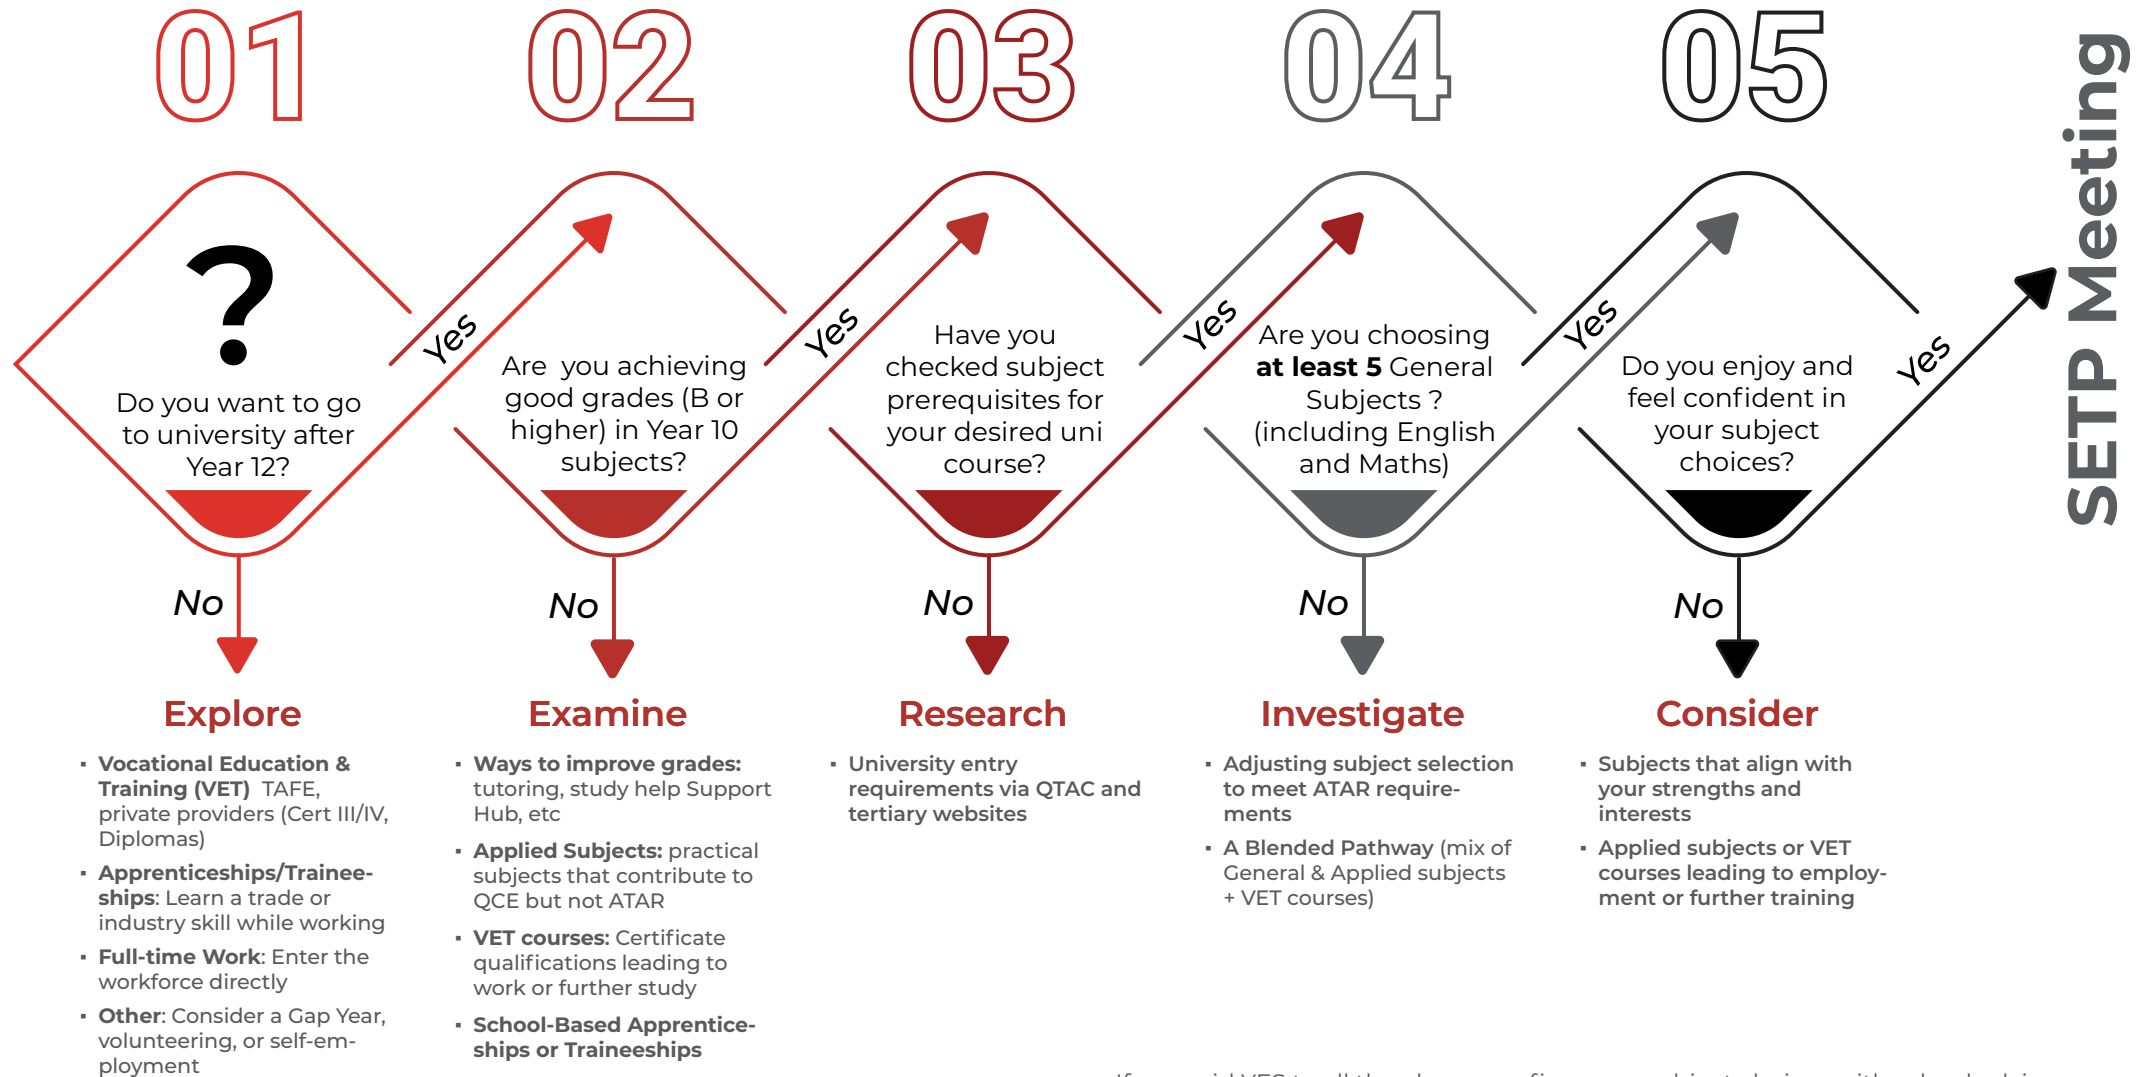 01
?
Do you want to go
to university after
Year 12?
Yes
No
Explore
▪ Vocational Education &
Training (VET)  TAFE,
private providers (Cert III/IV,
Diplomas)
▪ Apprenticeships/Trainee-
ships: Learn a trade or
industry skill while working
▪ Full-time Work: Enter the
workforce directly
▪ Other: Consider a Gap Year,
volunteering, or self-em-
ployment
02
Are  you achieving
good grades (B or
higher) in Year 10
subjects?
Yes
No
Examine
▪ Ways to improve grades:
tutoring, study help Support
Hub, etc
▪ Applied Subjects: practical
subjects that contribute to
QCE but not ATAR
▪ VET courses: Certificate
qualifications leading to
work or further study
▪ School-Based Apprentice-
ships or Traineeships
03
Have you
checked subject
prerequisites for
your desired uni
course?
Yes
No
Research
▪ University entry
requirements via QTAC and
tertiary websites
04
Are you choosing
at least 5 General
Subjects ?
(including English
and Maths)
Yes
No
Investigate
▪ Adjusting subject selection
to meet ATAR require-
ments
▪ A Blended Pathway (mix of
General & Applied subjects
+ VET courses)
05
Do you enjoy and
feel confident in
your subject
choices?
Yes
No
Consider
▪ Subjects that align with
your strengths and
interests
▪ Applied subjects or VET
courses leading to employ-
ment or further training
SETP Meeting